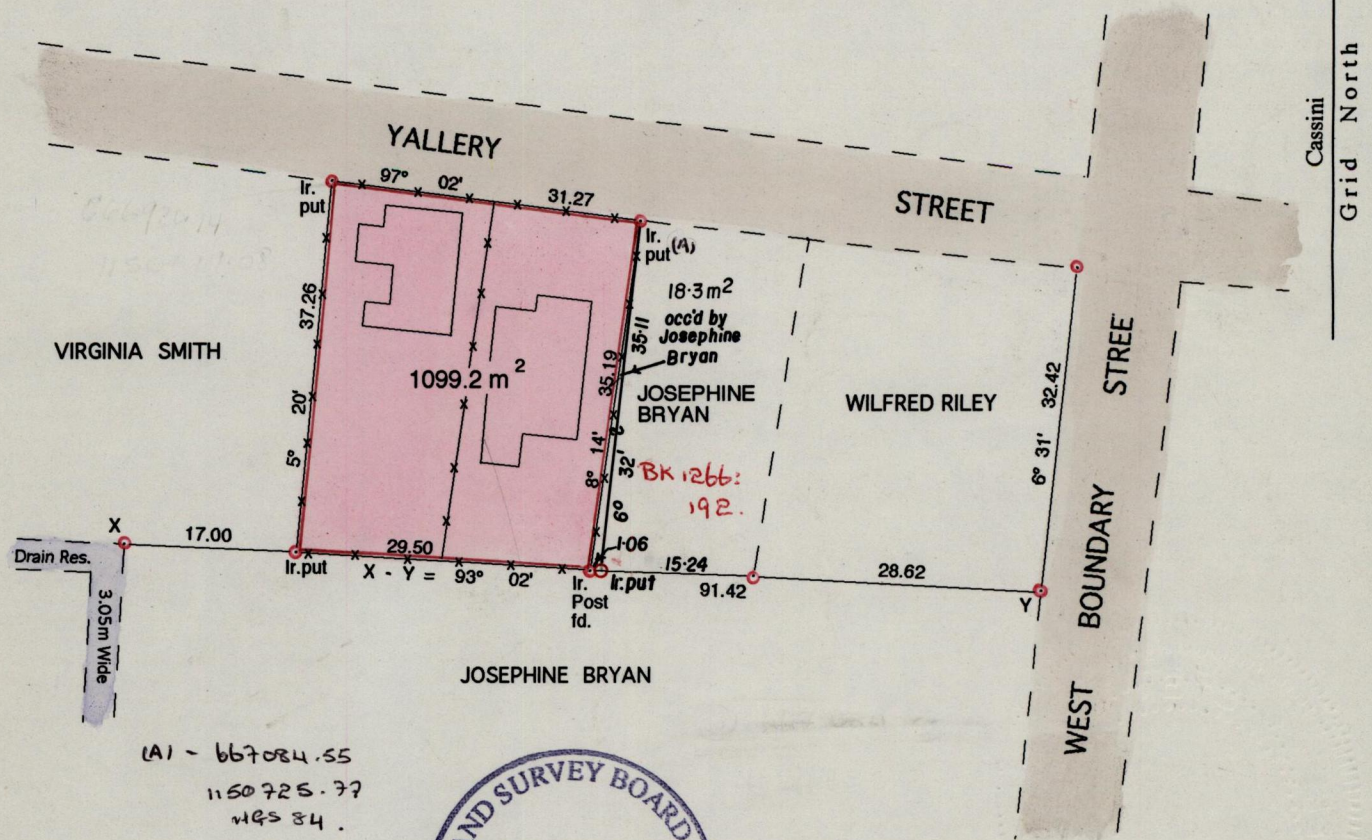 Cassini
Grid North
YALLERY
STREET
Ir.
put
97° 02'
31.27
Ir.
put (A)
18·3 m2
occ'd by
Josephine
Bryan
37.26
20'
5°
VIRGINIA SMITH
1099.2 m 2
35.19
14'
8°
35·11
32'
6°
JOSEPHINE
BRYAN
WILFRED RILEY
32.42
6° 31'
WEST BOUNDARY STREE
BK 1266:
192.
X
17.00
Drain Res.
3.05m Wide
Ir.put
29.50
X - Y = 93° 02'
1·06
Ir.
Post
fd.
Ir.put
15·24
91.42
28.62
Y
JOSEPHINE BRYAN
(A) - 667084.55
1150725.77
WGS 84.
AND SURVEY BOARD